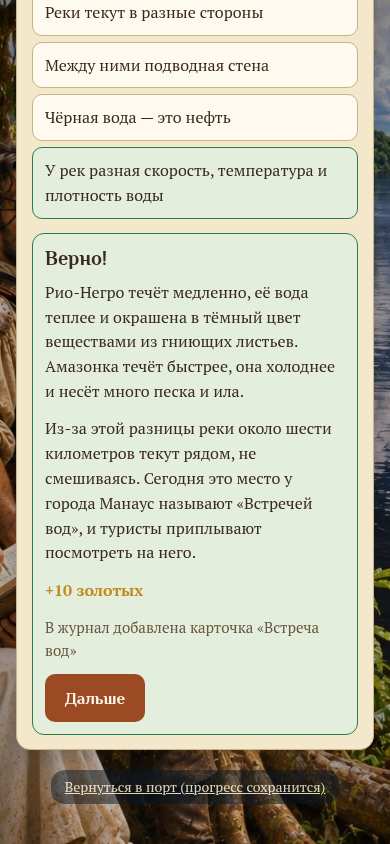 Реки текут в разные стороны
Между ними подводная стена
Чёрная вода — это нефть
У рек разная скорость, температура и
плотность воды
Верно!
Рио-Негро течёт медленно, её вода
теплее и окрашена в тёмный цвет
веществами из гниющих листьев.
Амазонка течёт быстрее, она холоднее
и несёт много песка и ила.
Из-за этой разницы реки около шести
километров текут рядом, не
смешиваясь. Сегодня это место у
города Манаус называют «Встречей
вод», и туристы приплывают
посмотреть на него.
+10 золотых
В журнал добавлена карточка «Встреча
вод»
Дальше
Вернуться в порт (прогресс сохранится)